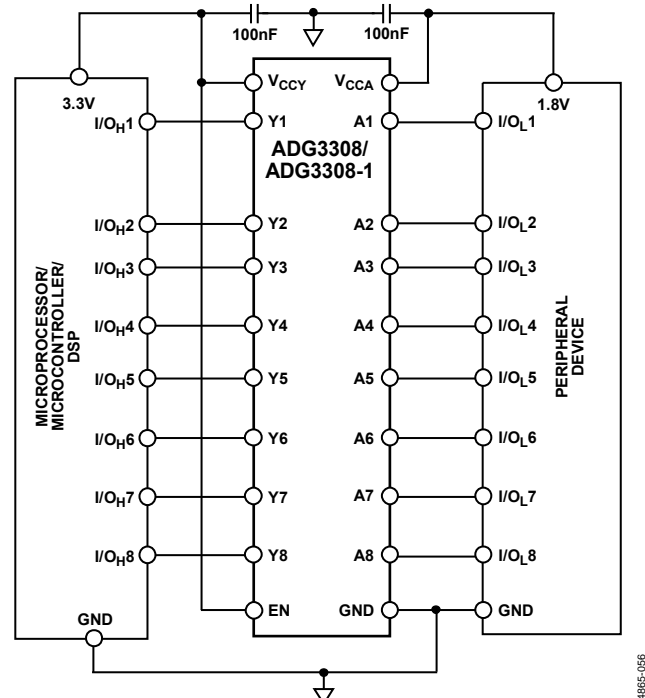 100nF 100nF
3.3V
1.8V
V_CCY V_CCA
I/O_H1 Y1 A1 I/O_L1
ADG3308/
ADG3308-1
I/O_H2 Y2 A2 I/O_L2
I/O_H3 Y3 A3 I/O_L3
I/O_H4 Y4 A4 I/O_L4
I/O_H5 Y5 A5 I/O_L5
I/O_H6 Y6 A6 I/O_L6
I/O_H7 Y7 A7 I/O_L7
I/O_H8 Y8 A8 I/O_L8
GND EN GND GND
MICROPROCESSOR/
MICROCONTROLLER/
DSP
PERIPHERAL
DEVICE
4865-056